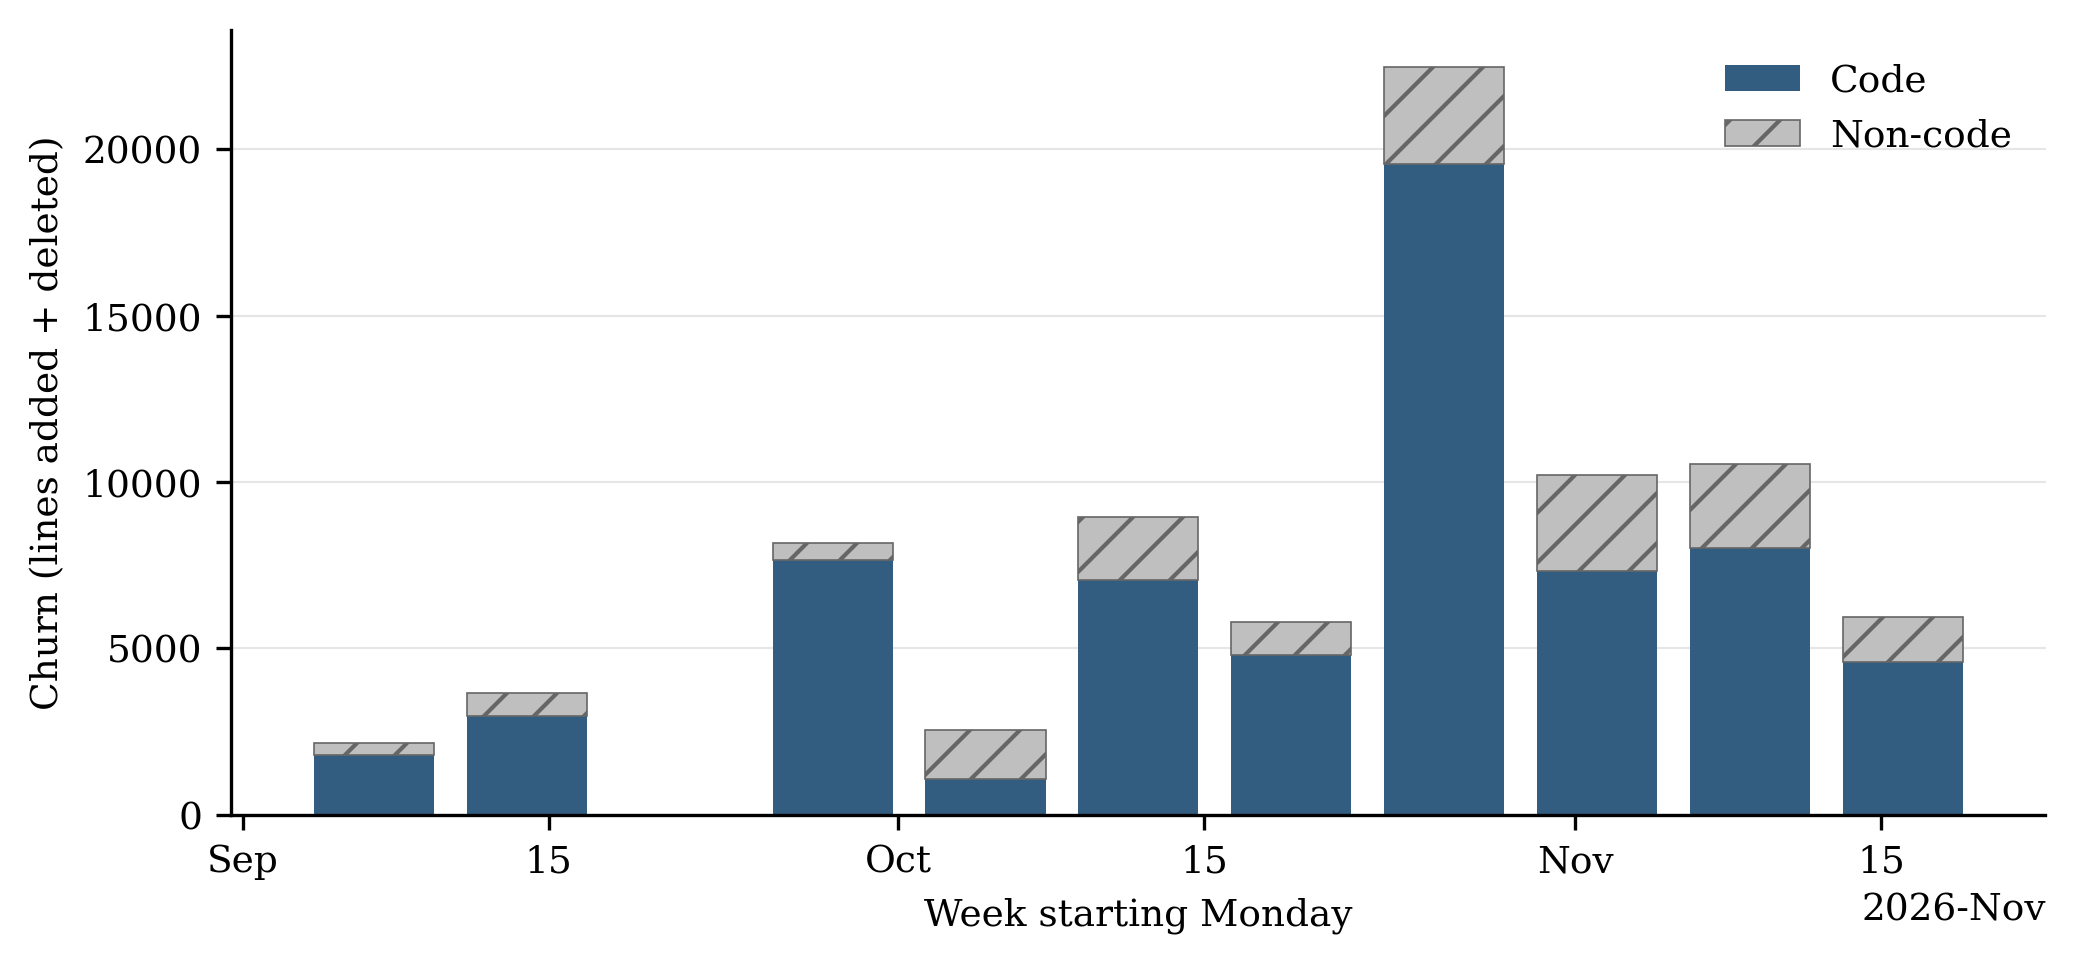 Code
Non-code
Churn (lines added + deleted)
20000
15000
10000
5000
0
Sep 15 Oct 15 Nov 15
2026-Nov
Week starting Monday